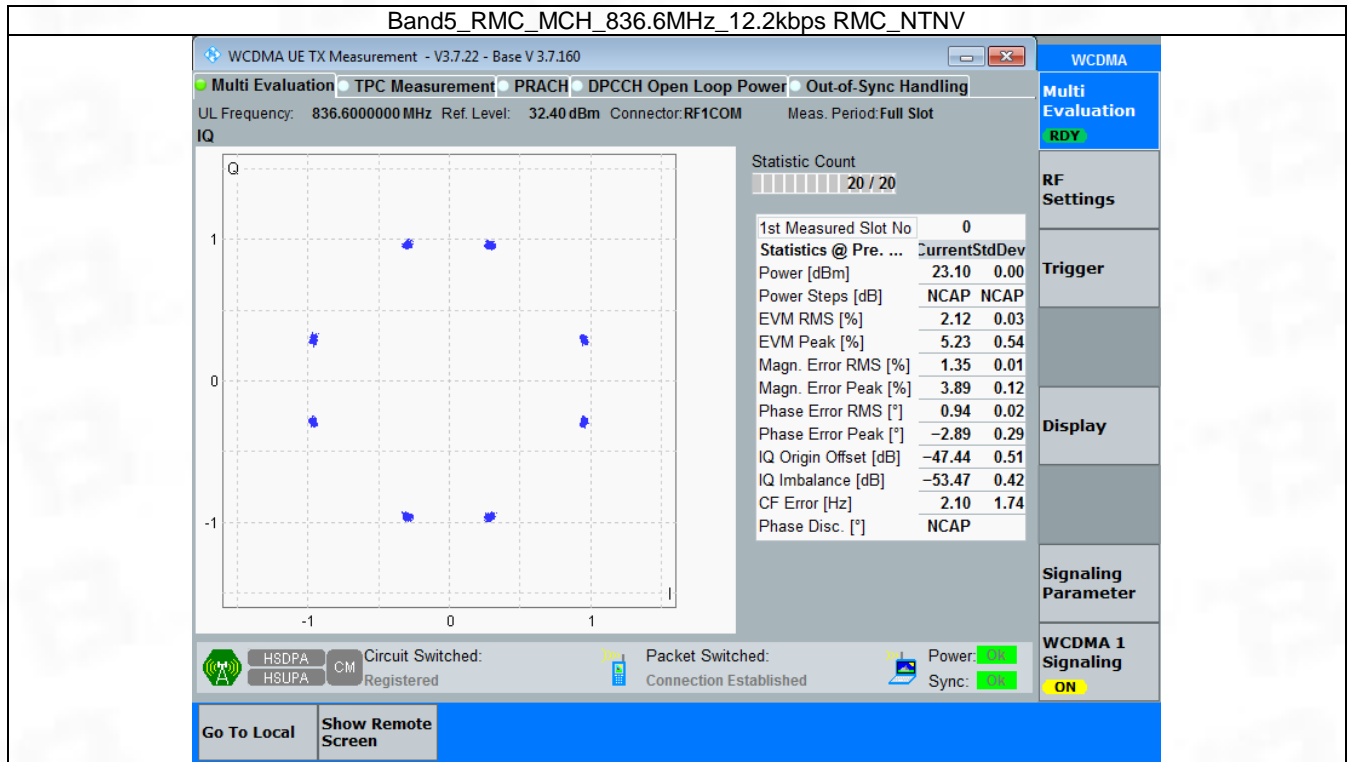 Band5_RMC_MCH_836.6MHz_12.2kbps RMC_NTNV
WCDMA UE TX Measurement - V3.7.22 - Base V 3.7.160
WCDMA
Multi Evaluation TPC Measurement PRACH DPCCH Open Loop Power Out-of-Sync Handling
Multi
Evaluation
RDY
UL Frequency: 836.6000000 MHz Ref. Level: 32.40 dBm Connector: RF1COM Meas. Period: Full Slot
IQ
Q
Statistic Count
20 / 20
RF
Settings
1st Measured Slot No 0
Statistics @ Pre. ... Current StdDev
Power [dBm] 23.10 0.00
Power Steps [dB] NCAP NCAP
EVM RMS [%] 2.12 0.03
EVM Peak [%] 5.23 0.54
Magn. Error RMS [%] 1.35 0.01
Magn. Error Peak [%] 3.89 0.12
Phase Error RMS [°] 0.94 0.02
Phase Error Peak [°] −2.89 0.29
IQ Origin Offset [dB] −47.44 0.51
IQ Imbalance [dB] −53.47 0.42
CF Error [Hz] 2.10 1.74
Phase Disc. [°] NCAP
Trigger
Display
1
0
-1
I
-1 0 1
Signaling
Parameter
HSDPA
HSUPA
CM
Circuit Switched:
Registered
Packet Switched:
Connection Established
Power: Ok
Sync: Ok
WCDMA 1
Signaling
ON
Go To Local
Show Remote
Screen